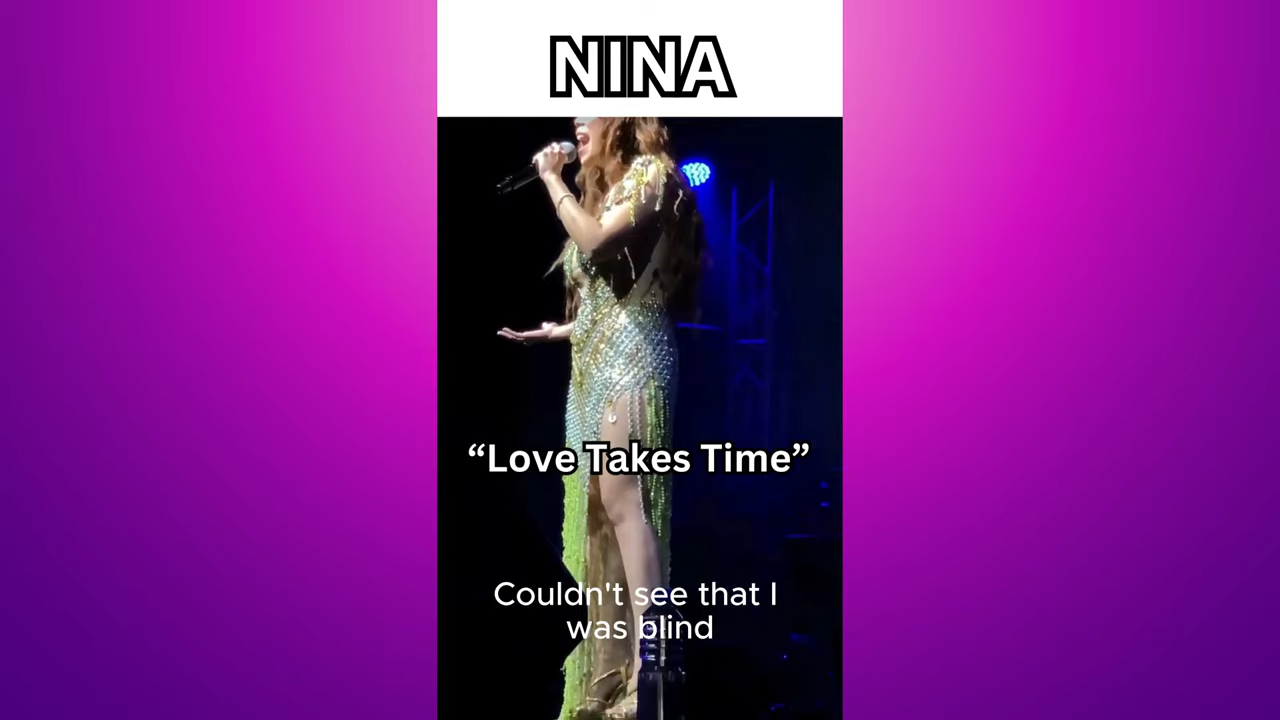 NINA
“Love Takes Time”
Couldn't see that I
was blind